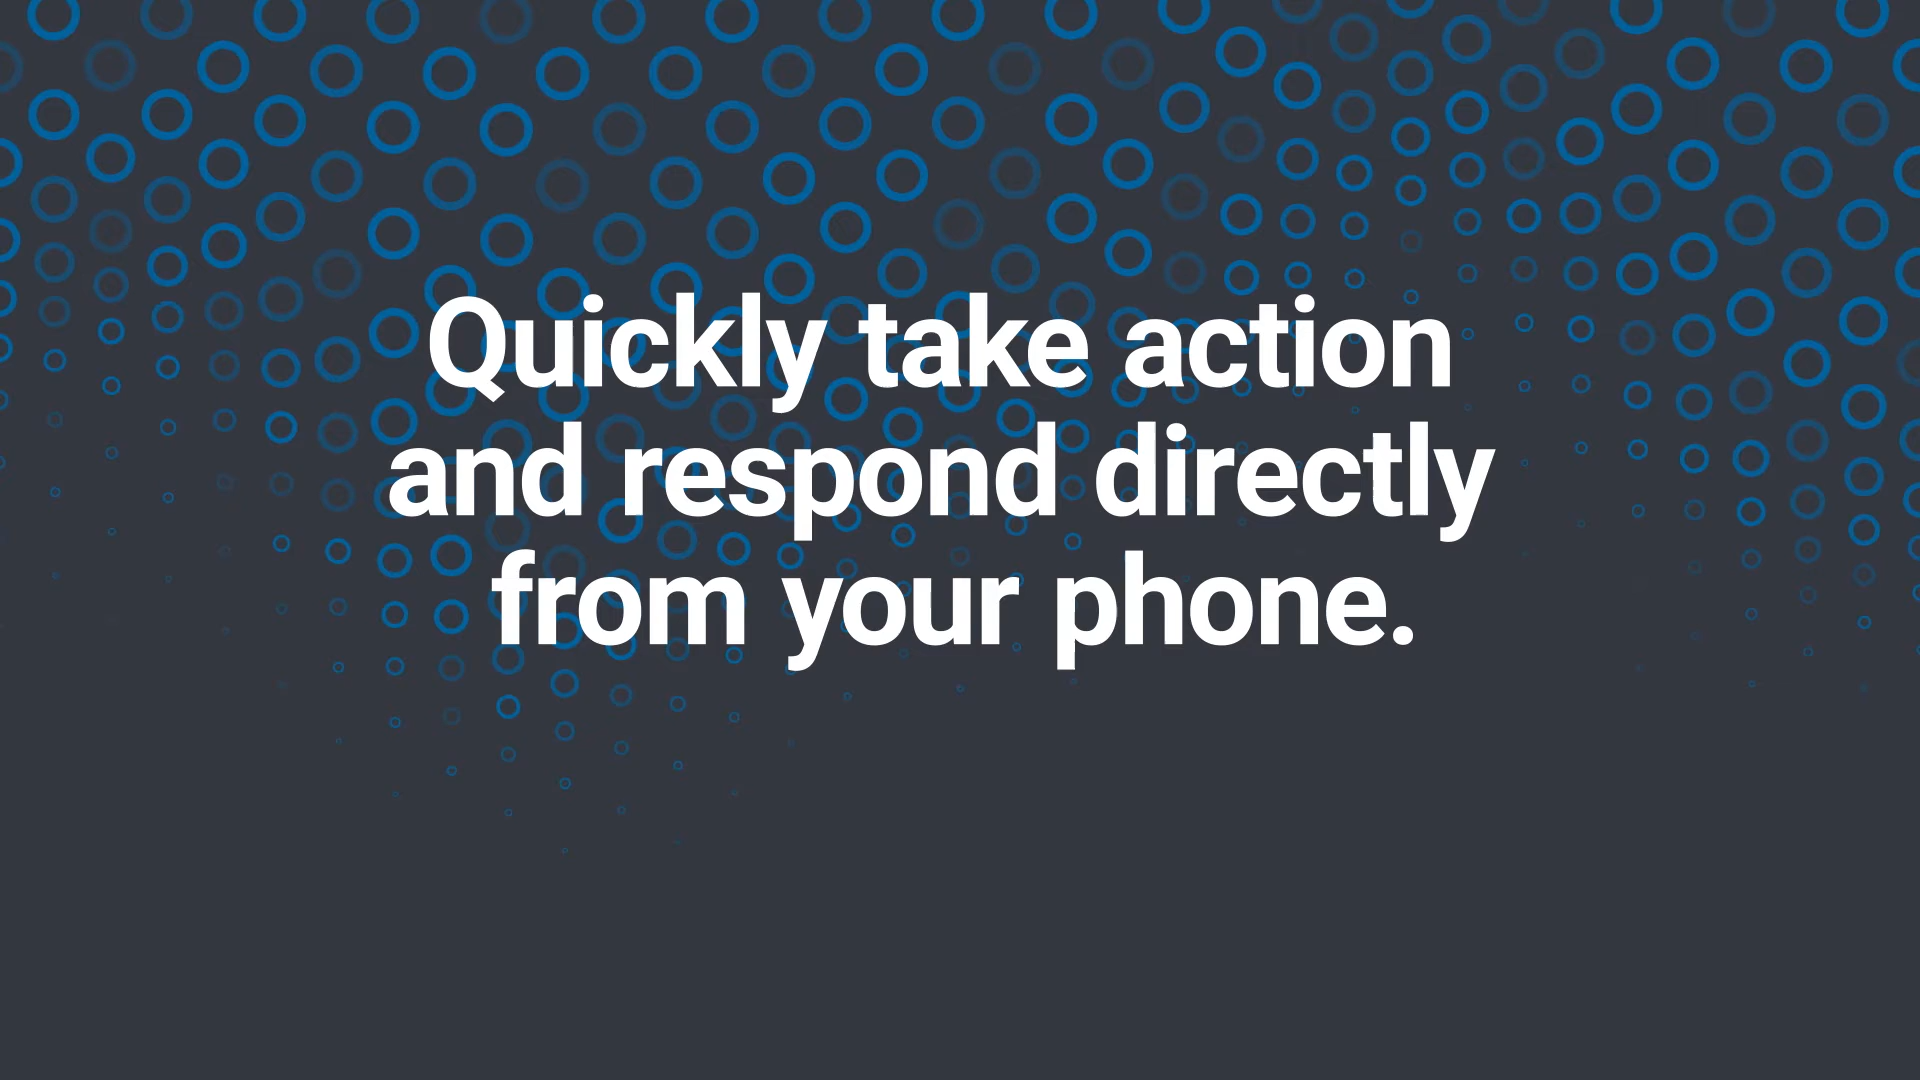 Quickly take action
and respond directly
from your phone.